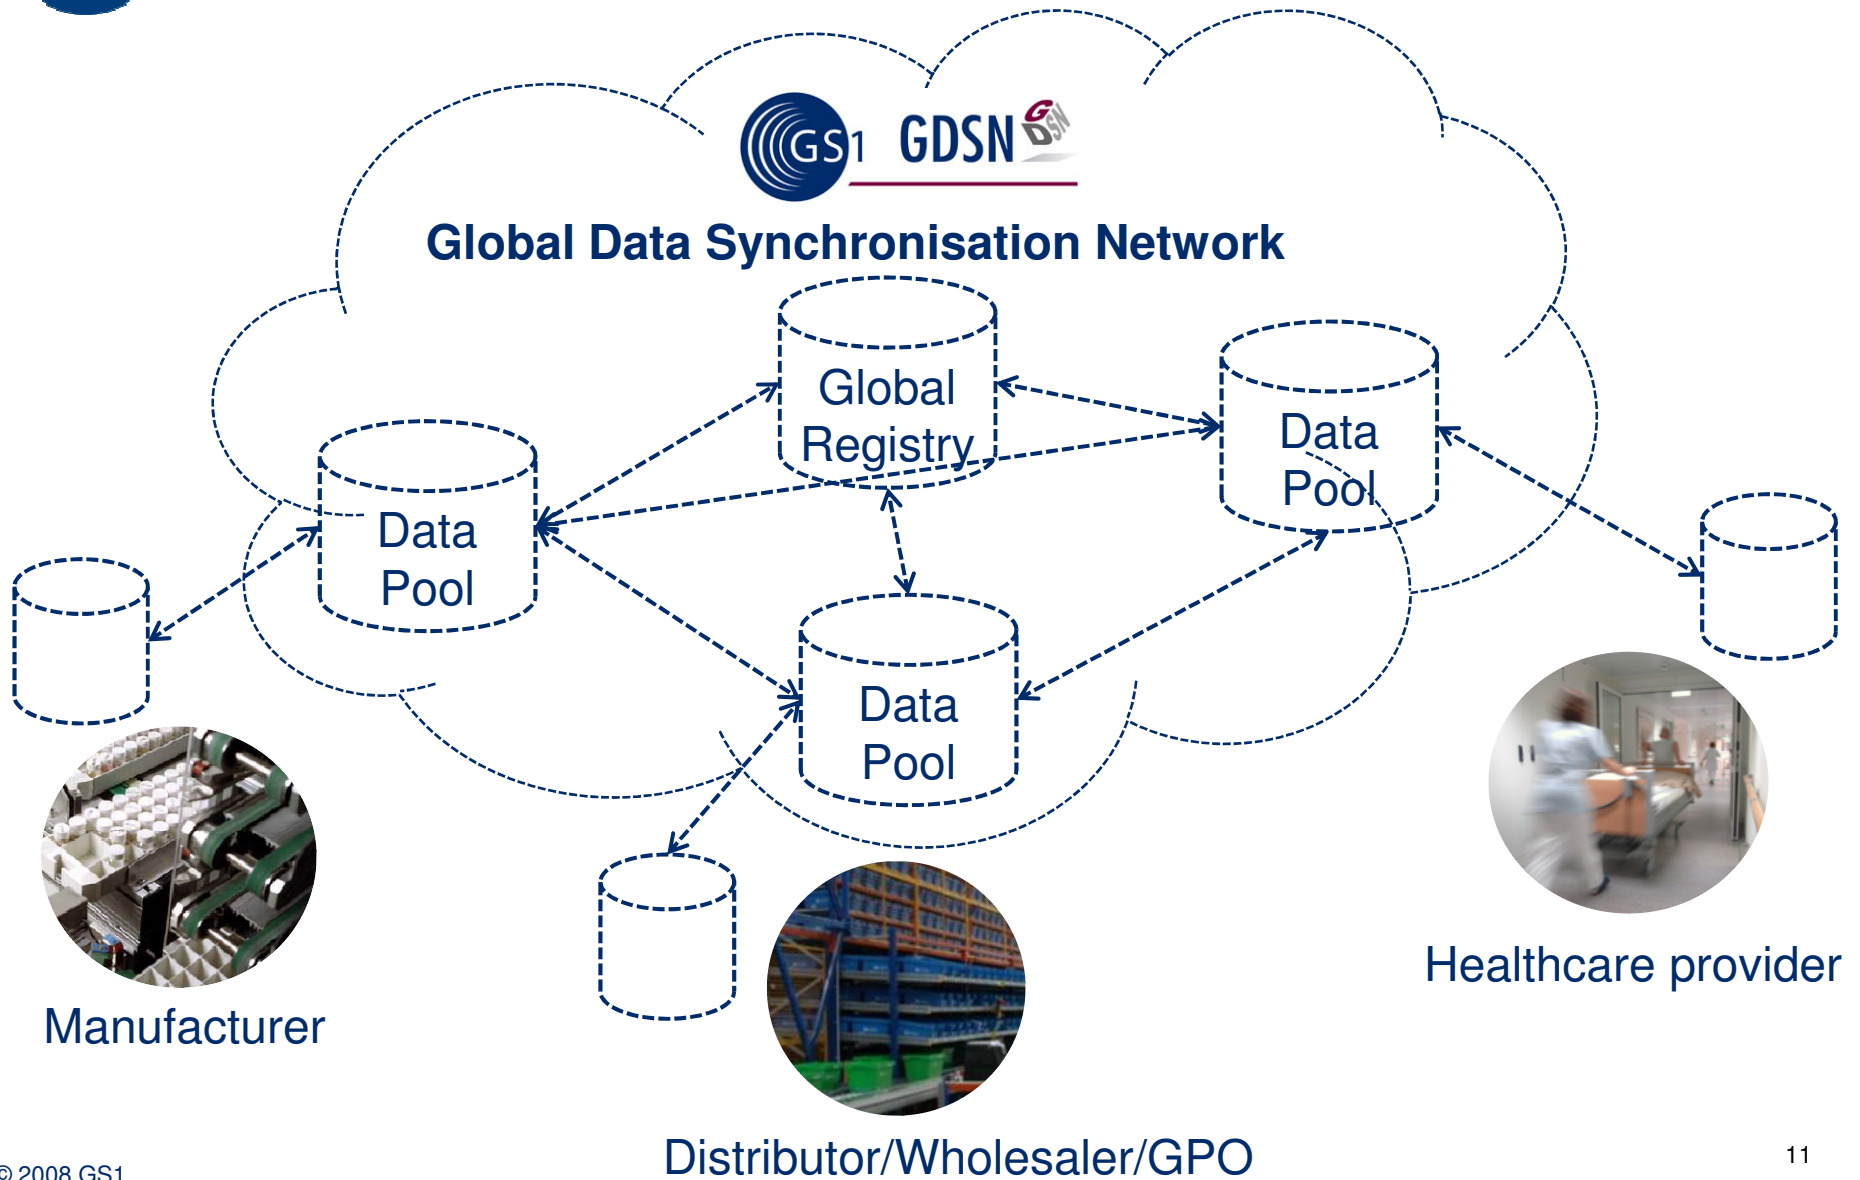 GS1 GDSN GDSN
Global Data Synchronisation Network
Global
Registry
Data
Pool
Data
Pool
Data
Pool
Manufacturer
Healthcare provider
Distributor/Wholesaler/GPO
© 2008 GS1
11